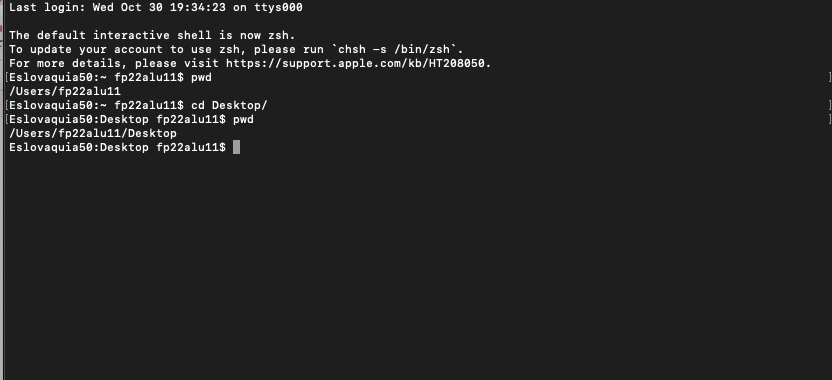 Last login: Wed Oct 30 19:34:23 on ttys000

The default interactive shell is now zsh.
To update your account to use zsh, please run `chsh -s /bin/zsh`.
For more details, please visit https://support.apple.com/kb/HT208050.
[Eslovaquia50:~ fp22alu11$ pwd ]
/Users/fp22alu11
[Eslovaquia50:~ fp22alu11$ cd Desktop/ ]
[Eslovaquia50:Desktop fp22alu11$ pwd ]
/Users/fp22alu11/Desktop
Eslovaquia50:Desktop fp22alu11$